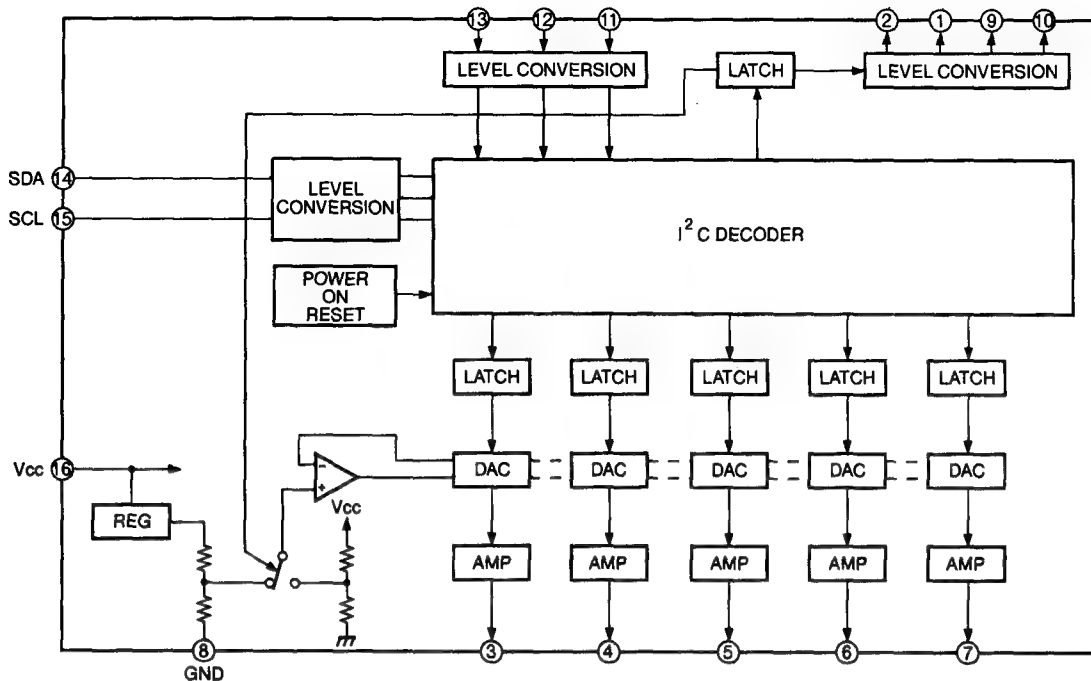 13 12 11 2 1 9 10
LEVEL CONVERSION LATCH LEVEL CONVERSION
SDA 14
LEVEL
CONVERSION
SCL 15
I²C DECODER
POWER
ON
RESET
LATCH LATCH LATCH LATCH LATCH
Vcc 16
- 
+
DAC DAC DAC DAC DAC
REG
Vcc
AMP AMP AMP AMP AMP
8 3 4 5 6 7
GND